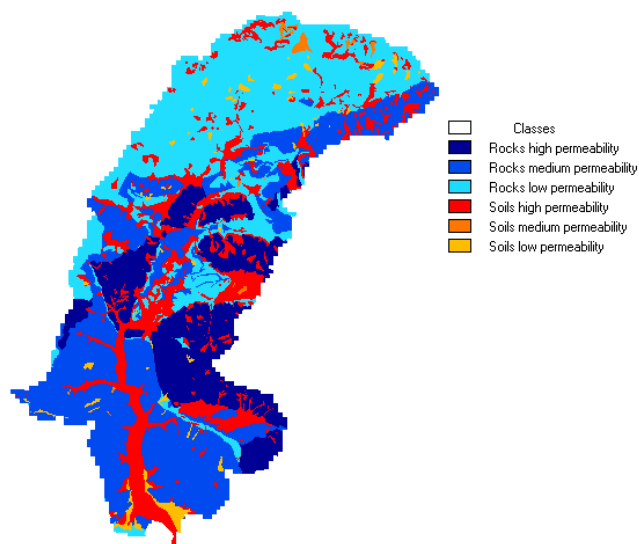 Classes
Rocks high permeability
Rocks medium permeability
Rocks low permeability
Soils high permeability
Soils medium permeability
Soils low permeability